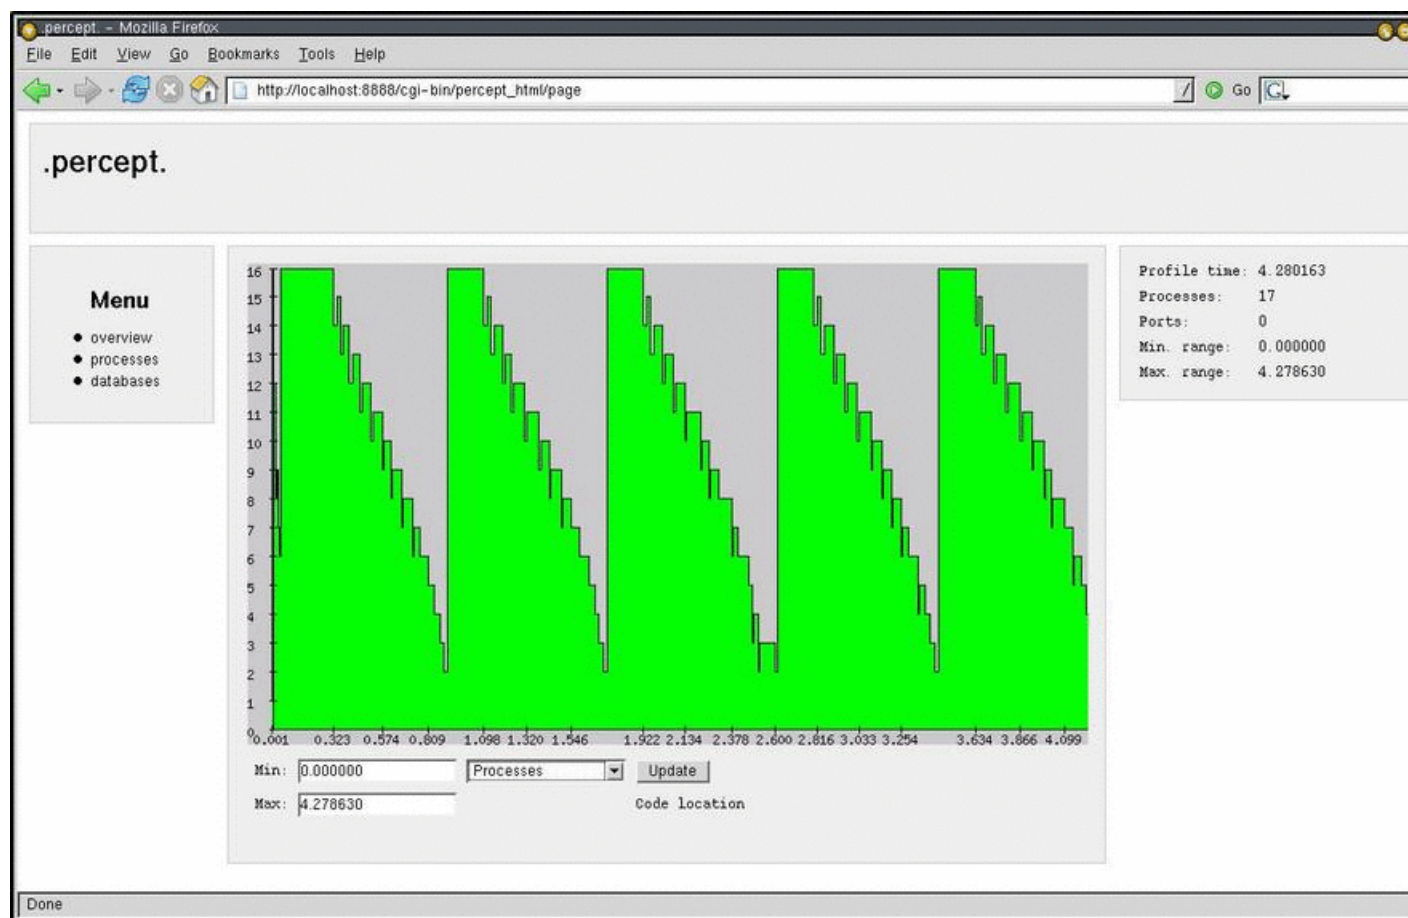 .percept. - Mozilla Firefox
File Edit View Go Bookmarks Tools Help
http://localhost:8888/cgi-bin/percept_html/page Go
.percept.
Menu
overview
processes
databases
16
15
14
13
12
11
10
9
8
7
6
5
4
3
2
1
0
0.001 0.323 0.574 0.809 1.098 1.320 1.546 1.922 2.134 2.378 2.600 2.816 3.033 3.254 3.634 3.866 4.099
Min: 0.000000 Processes Update
Max: 4.278630 Code location
Profile time: 4.280163
Processes: 17
Ports: 0
Min. range: 0.000000
Max. range: 4.278630
Done